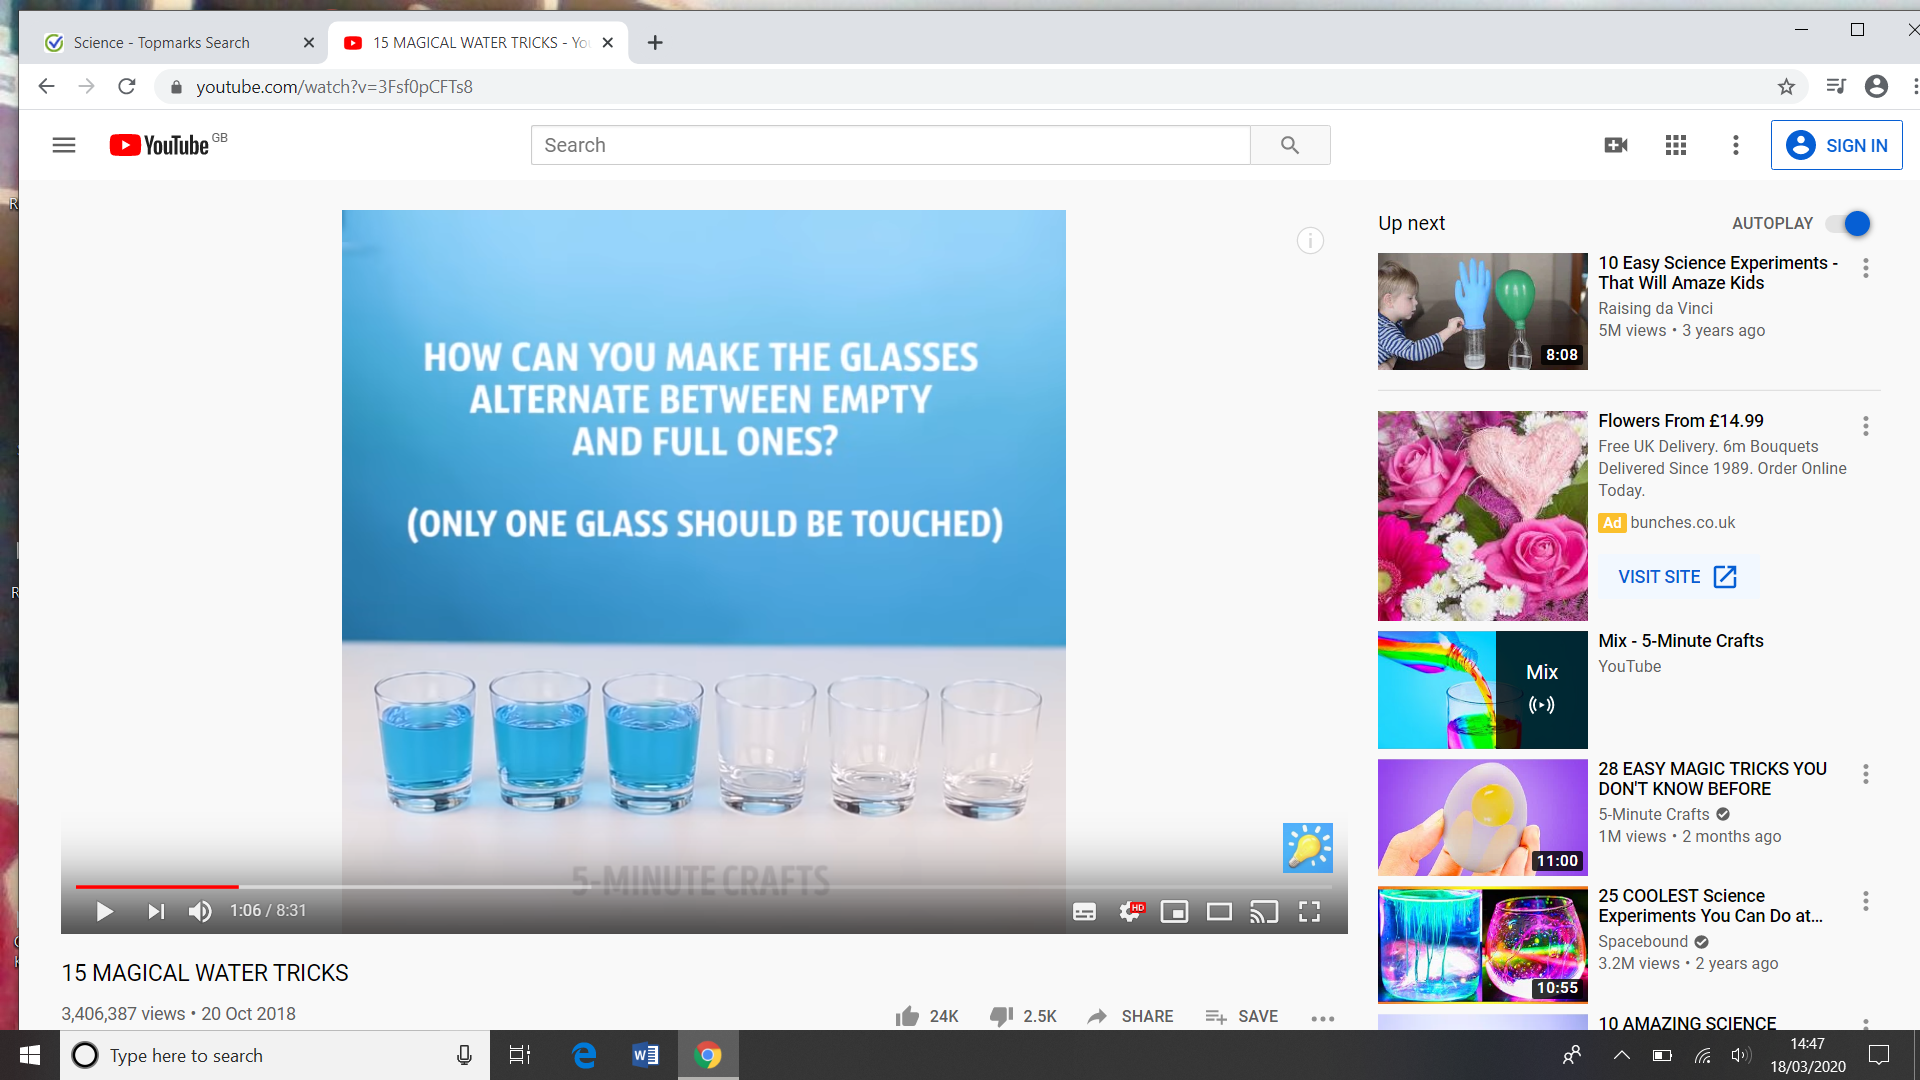 Science - Topmarks Search
15 MAGICAL WATER TRICKS - Yo
youtube.com/watch?v=3Fsf0pCFTs8
YouTube GB
Search
SIGN IN
HOW CAN YOU MAKE THE GLASSES
ALTERNATE BETWEEN EMPTY
AND FULL ONES?
(ONLY ONE GLASS SHOULD BE TOUCHED)
5-MINUTE CRAFTS
1:06 / 8:31
HD
15 MAGICAL WATER TRICKS
3,406,387 views • 20 Oct 2018
24K
2.5K
SHARE
SAVE
Up next
AUTOPLAY
8:08
10 Easy Science Experiments -
That Will Amaze Kids
Raising da Vinci
5M views • 3 years ago
Flowers From £14.99
Free UK Delivery. 6m Bouquets
Delivered Since 1989. Order Online
Today.
Ad bunches.co.uk
VISIT SITE
Mix
Mix - 5-Minute Crafts
YouTube
11:00
28 EASY MAGIC TRICKS YOU
DON'T KNOW BEFORE
5-Minute Crafts
1M views • 2 months ago
10:55
25 COOLEST Science
Experiments You Can Do at...
Spacebound
3.2M views • 2 years ago
10 AMAZING SCIENCE
Type here to search
14:47
18/03/2020